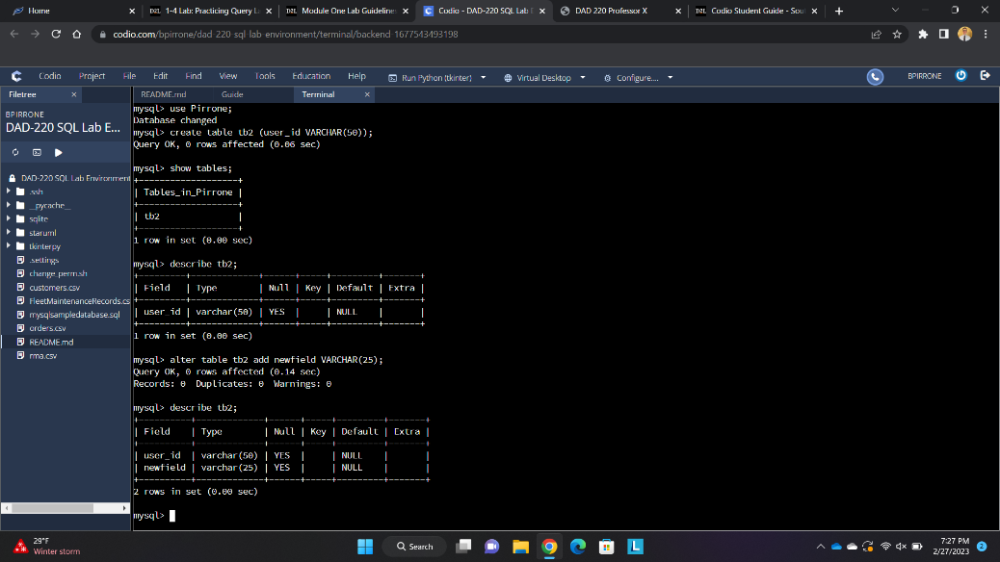 Home
1-4 Lab: Practicing Query La
Module One Lab Guidelines
Codio - DAD-220 SQL Lab E
DAD 220 Professor X
Codio Student Guide - Sout
codio.com/bpirrone/dad-220-sql-lab-environment/terminal/backend-1677543493198
Codio Project File Edit Find View Tools Education Help Run Python (tkinter) Virtual Desktop Configure.... BPIRRONE
Filetree
README.md Guide Terminal
BPIRRONE
DAD-220 SQL Lab E...
DAD-220 SQL Lab Environment
.ssh
__pycache__
sqlite
staruml
tkinterpy
.settings
change_perm.sh
customers.csv
FleetMaintenanceRecords.cs
mysqlsampledatabase.sql
orders.csv
README.md
rma.csv
mysql> use Pirrone;
Database changed
mysql> create table tb2 (user_id VARCHAR(50));
Query OK, 0 rows affected (0.06 sec)
mysql> show tables;
+-------------------+
| Tables_in_Pirrone |
+-------------------+
| tb2               |
+-------------------+
1 row in set (0.00 sec)
mysql> describe tb2;
+---------+-------------+------+-----+---------+-------+
| Field   | Type        | Null | Key | Default | Extra |
+---------+-------------+------+-----+---------+-------+
| user_id | varchar(50) | YES  |     | NULL    |       |
+---------+-------------+------+-----+---------+-------+
1 row in set (0.00 sec)
mysql> alter table tb2 add newfield VARCHAR(25);
Query OK, 0 rows affected (0.14 sec)
Records: 0  Duplicates: 0  Warnings: 0
mysql> describe tb2;
+----------+-------------+------+-----+---------+-------+
| Field    | Type        | Null | Key | Default | Extra |
+----------+-------------+------+-----+---------+-------+
| user_id  | varchar(50) | YES  |     | NULL    |       |
| newfield | varchar(25) | YES  |     | NULL    |       |
+----------+-------------+------+-----+---------+-------+
2 rows in set (0.00 sec)
mysql>
29°F
Winter storm
Search
7:27 PM
2/27/2023
2